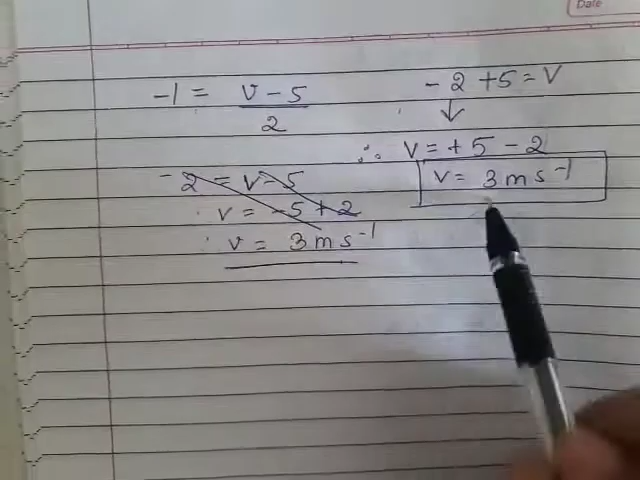 Date
-1 = v - 5
2
-2 = v - 5
v = -5 + 2
v = 3 m s⁻¹
-2 + 5 = V
↓
∴ v = + 5 - 2
v = 3 m s⁻¹